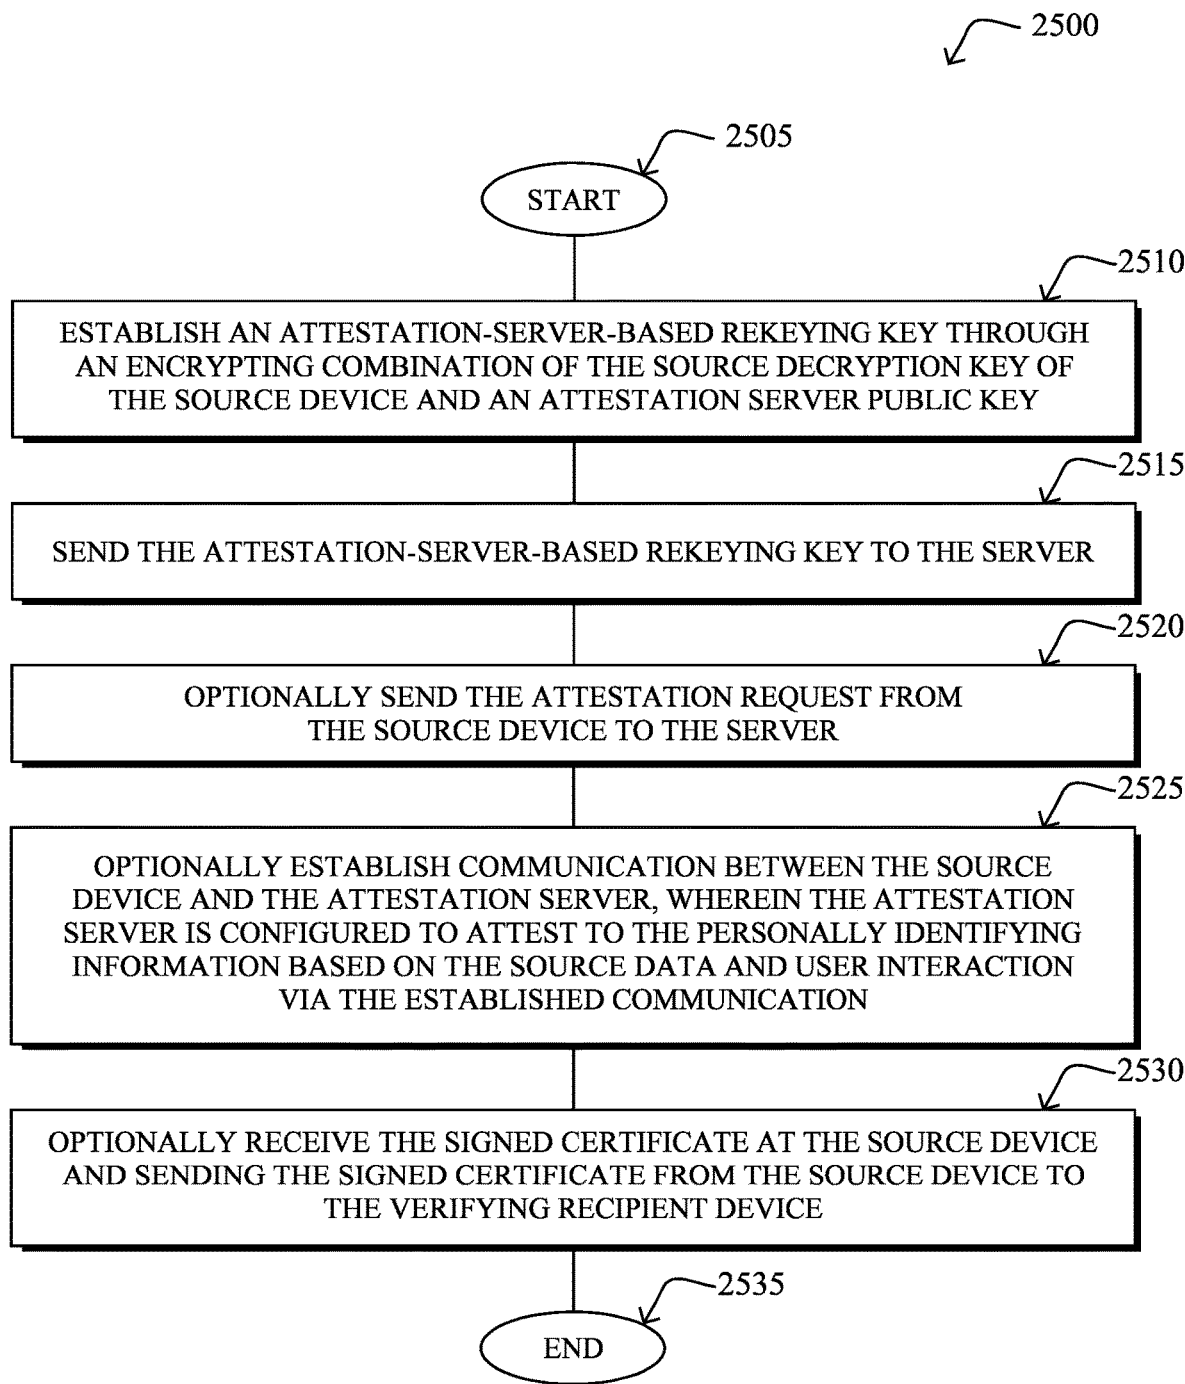 2500
2505
START
2510
ESTABLISH AN ATTESTATION-SERVER-BASED REKEYING KEY THROUGH
AN ENCRYPTING COMBINATION OF THE SOURCE DECRYPTION KEY OF
THE SOURCE DEVICE AND AN ATTESTATION SERVER PUBLIC KEY
2515
SEND THE ATTESTATION-SERVER-BASED REKEYING KEY TO THE SERVER
2520
OPTIONALLY SEND THE ATTESTATION REQUEST FROM
THE SOURCE DEVICE TO THE SERVER
2525
OPTIONALLY ESTABLISH COMMUNICATION BETWEEN THE SOURCE
DEVICE AND THE ATTESTATION SERVER, WHEREIN THE ATTESTATION
SERVER IS CONFIGURED TO ATTEST TO THE PERSONALLY IDENTIFYING
INFORMATION BASED ON THE SOURCE DATA AND USER INTERACTION
VIA THE ESTABLISHED COMMUNICATION
2530
OPTIONALLY RECEIVE THE SIGNED CERTIFICATE AT THE SOURCE DEVICE
AND SENDING THE SIGNED CERTIFICATE FROM THE SOURCE DEVICE TO
THE VERIFYING RECIPIENT DEVICE
2535
END